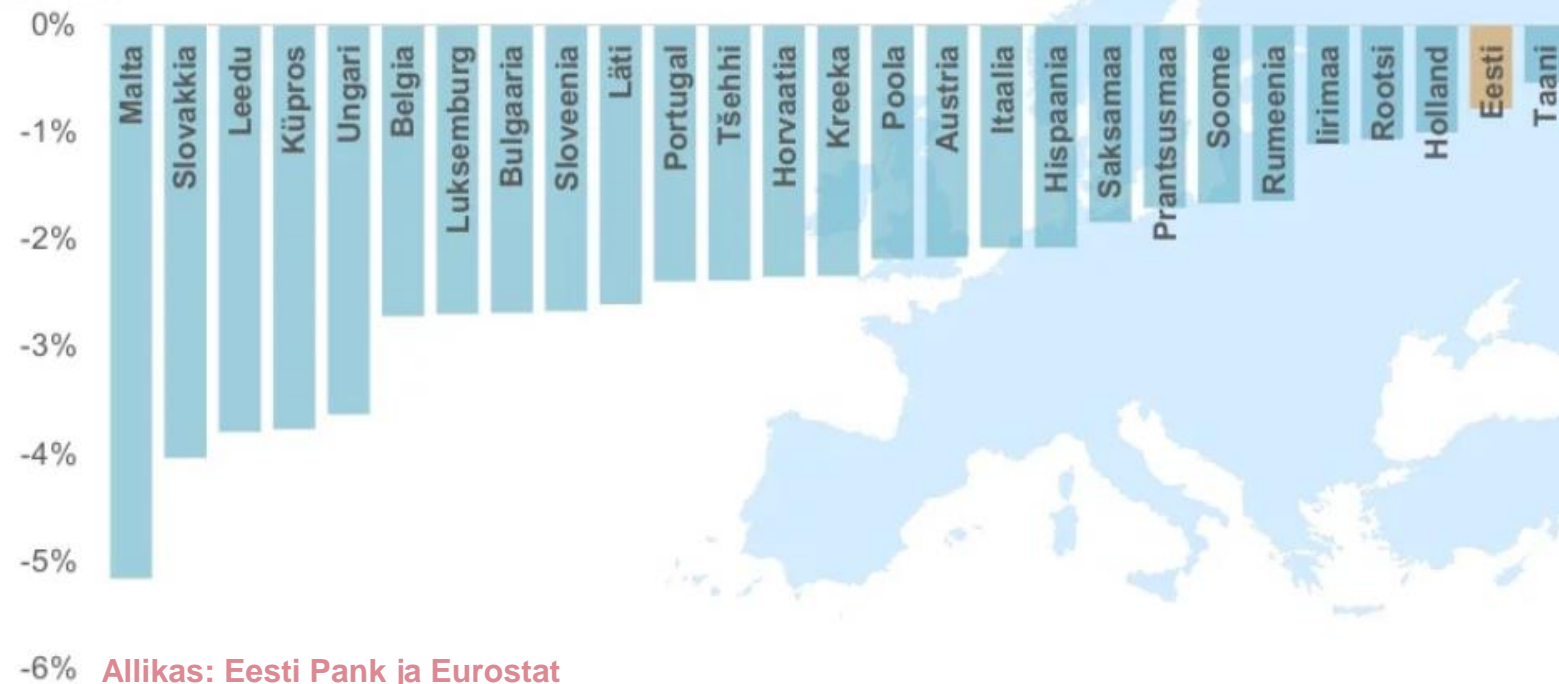 0%
-1%
-2%
-3%
-4%
-5%
-6%
Malta
Slovakkia
Leedu
Küpros
Ungari
Belgia
Luksemburg
Bulgaaria
Sloveenia
Läti
Portugal
Tšehhi
Horvaatia
Kreeka
Poola
Austria
Itaalia
Hispaania
Saksamaa
Prantsusmaa
Soome
Rumeenia
Iirimaa
Rootsi
Holland
Eesti
Taani
Allikas: Eesti Pank ja Eurostat